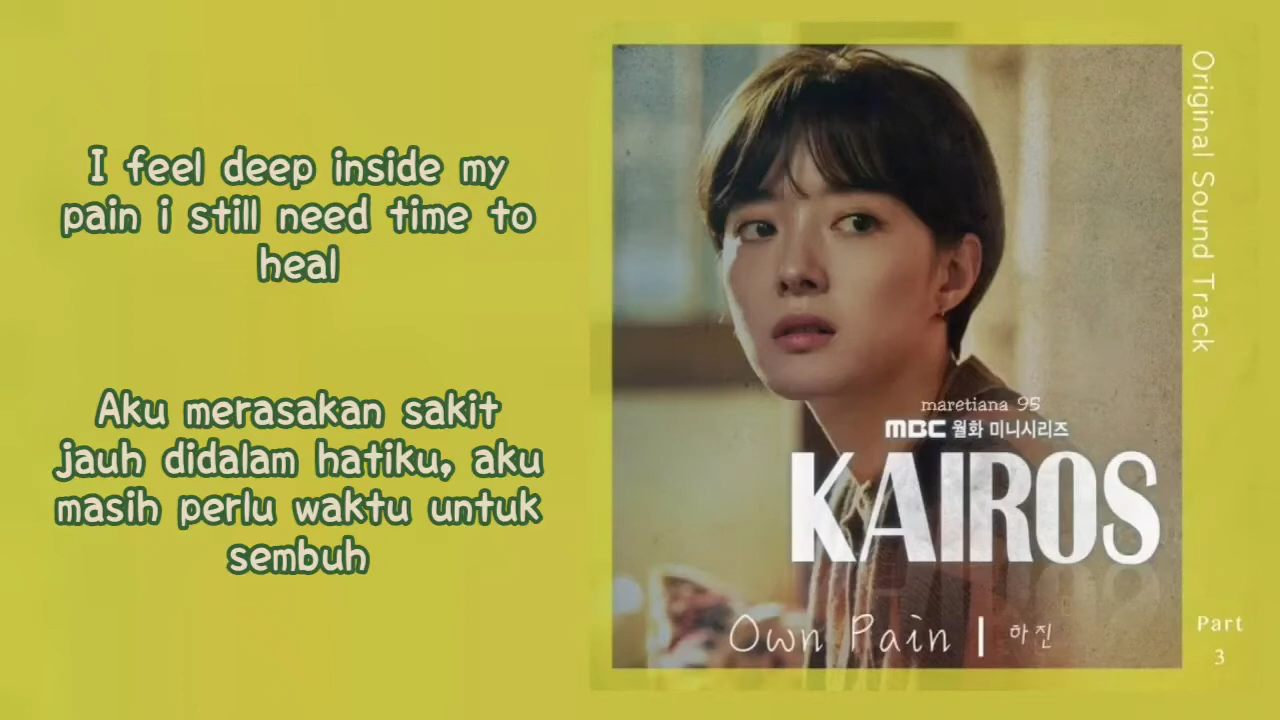 I feel deep inside my
pain i still need time to
heal
Aku merasakan sakit
jauh didalam hatiku, aku
masih perlu waktu untuk
sembuh
Original Sound Track
maretiana 95
MBC 월화 미니시리즈
KAIROS
Own Pain | 하진
Part
3